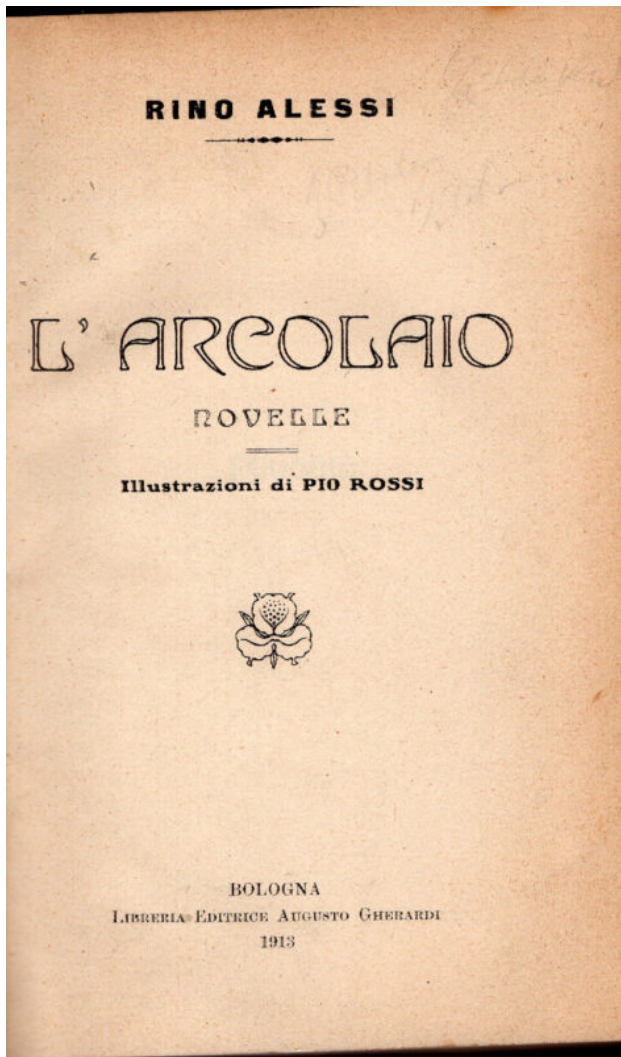 RINO ALESSI
L' ARCOLAIO
NOVELLE
Illustrazioni di PIO ROSSI
BOLOGNA
LIBRERIA EDITRICE AUGUSTO GHERARDI
1913